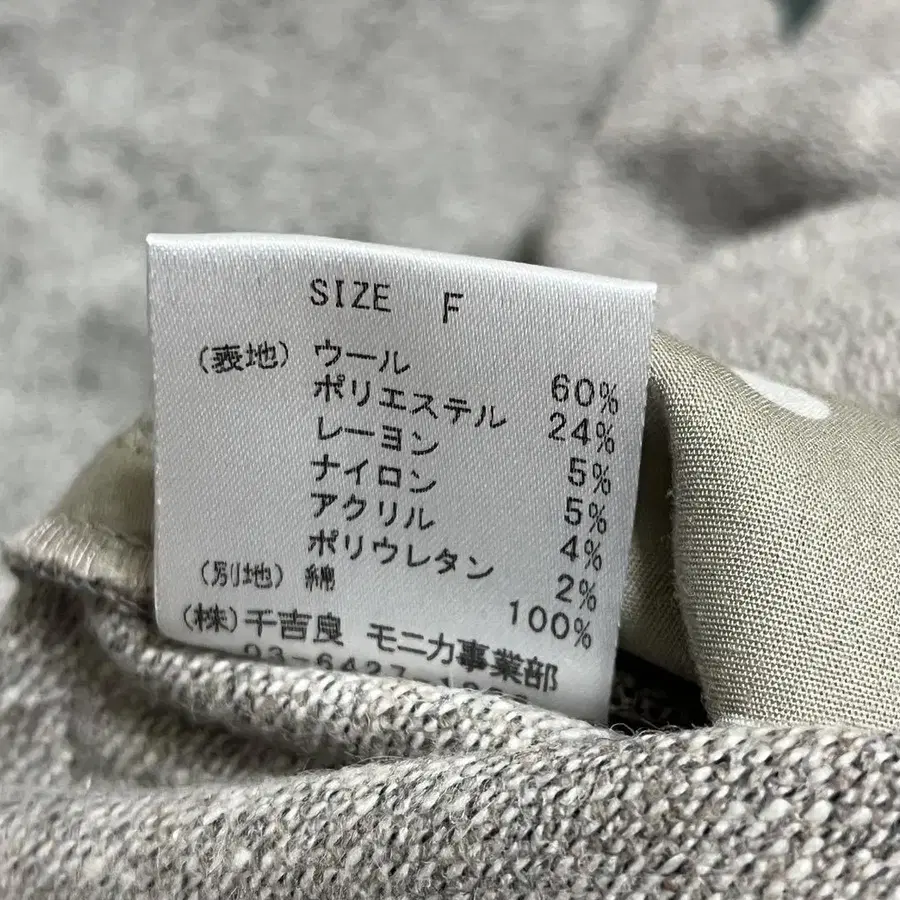 SIZE F
(表地) ウール 60%
ポリエステル 24%
レーヨン 5%
ナイロン 5%
アクリル 4%
ポリウレタン 2%
(別地) 綿 100%
(株)千吉良 モニカ事業部
03-6427-